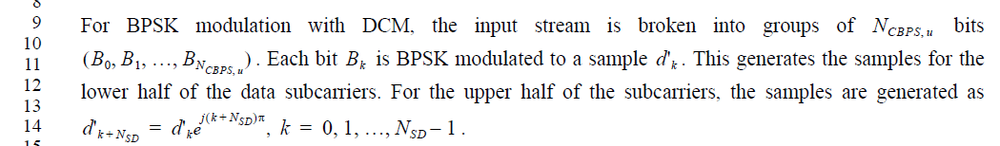 8
9 For BPSK modulation with DCM, the input stream is broken into groups of N_{CBPS, u} bits
10
11 (B_0, B_1, …, B_{N_{CBPS, u}}). Each bit B_k is BPSK modulated to a sample d'_k. This generates the samples for the
12 lower half of the data subcarriers. For the upper half of the subcarriers, the samples are generated as
13
14 d'_{k+N_{SD}} = d'_k e^{j(k+N_{SD})π}, k = 0, 1, …, N_{SD} – 1.
15